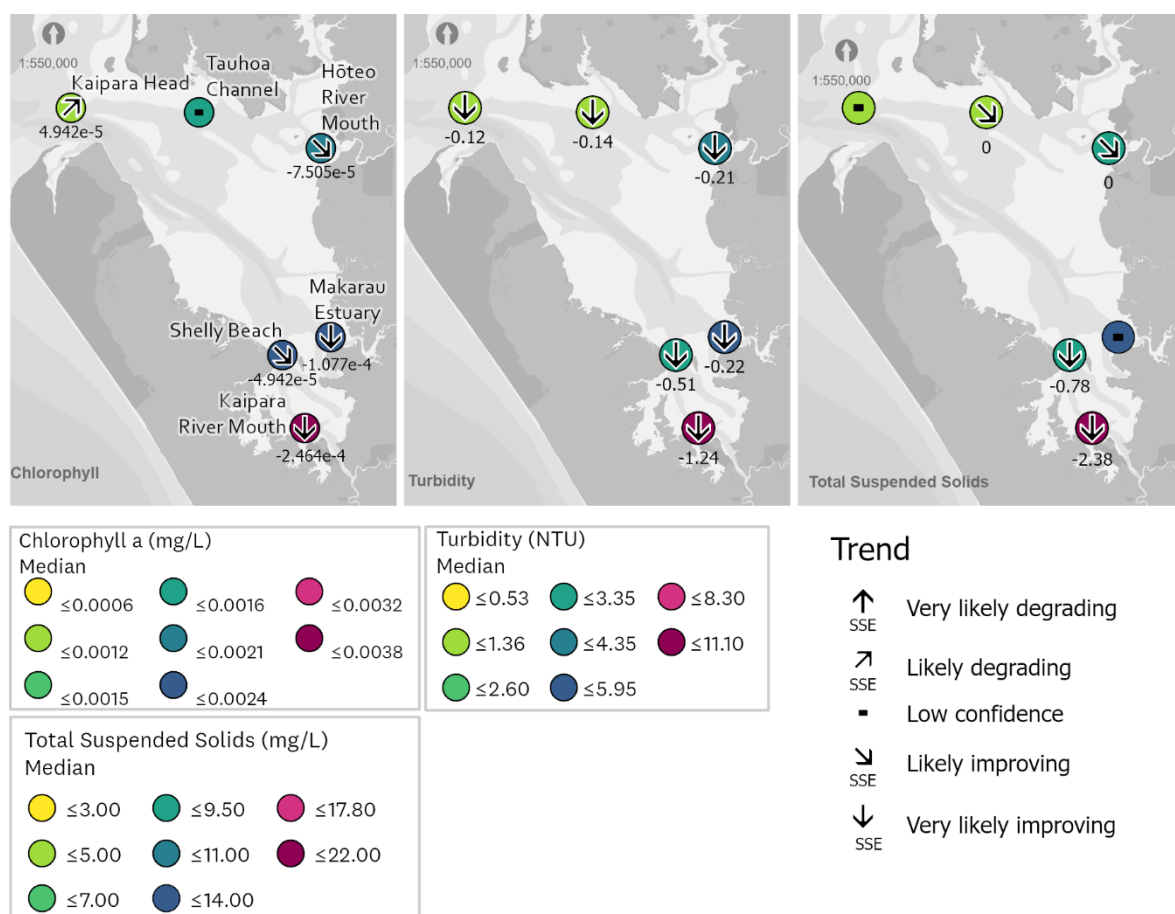 1:550,000
Kaipara Head
4.942e-5
Tauhoa
Channel
Hōteo
River
Mouth
-7.505e-5
Makarau
Estuary
-1.077e-4
Shelly Beach
-4.942e-5
Kaipara
River Mouth
-2.464e-4
Chlorophyll
1:550,000
-0.12
-0.14
-0.21
-0.22
-0.51
-1.24
Turbidity
1:550,000
0
0
-0.78
-2.38
Total Suspended Solids
Chlorophyll a (mg/L)
Median
≤0.0006 ≤0.0016 ≤0.0032
≤0.0012 ≤0.0021 ≤0.0038
≤0.0015 ≤0.0024
Turbidity (NTU)
Median
≤0.53 ≤3.35 ≤8.30
≤1.36 ≤4.35 ≤11.10
≤2.60 ≤5.95
Total Suspended Solids (mg/L)
Median
≤3.00 ≤9.50 ≤17.80
≤5.00 ≤11.00 ≤22.00
≤7.00 ≤14.00
Trend
Very likely degrading
SSE
Likely degrading
SSE
Low confidence
Likely improving
SSE
Very likely improving
SSE